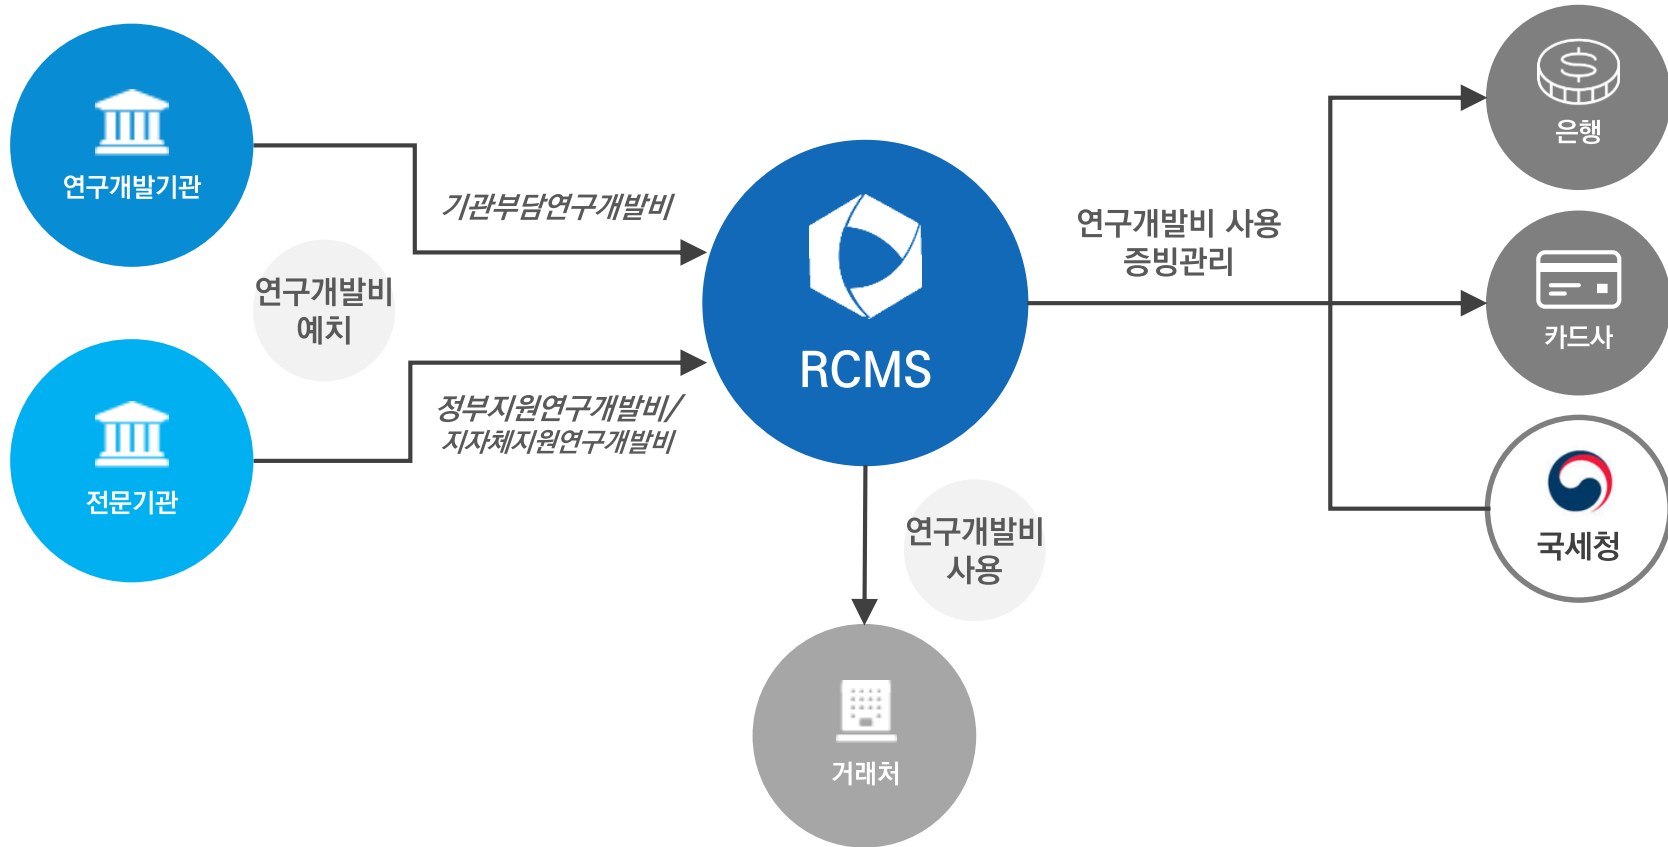 연구개발기관
기관부담연구개발비
연구개발비
예치
전문기관
정부지원연구개발비/
지자체지원연구개발비
RCMS
연구개발비 사용
증빙관리
은행
카드사
국세청
연구개발비
사용
거래처